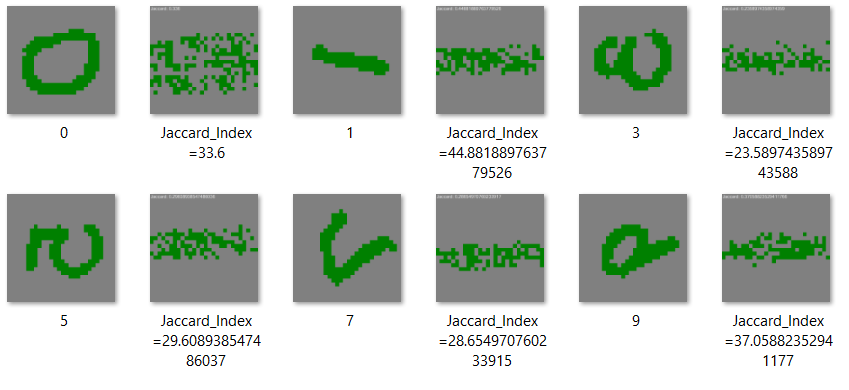 0
Jaccard_Index
=33.6
1
Jaccard_Index
=44.8818897637
79526
3
Jaccard_Index
=23.5897435897
43588
5
Jaccard_Index
=29.6089385474
86037
7
Jaccard_Index
=28.6549707602
33915
9
Jaccard_Index
=37.0588235294
1177